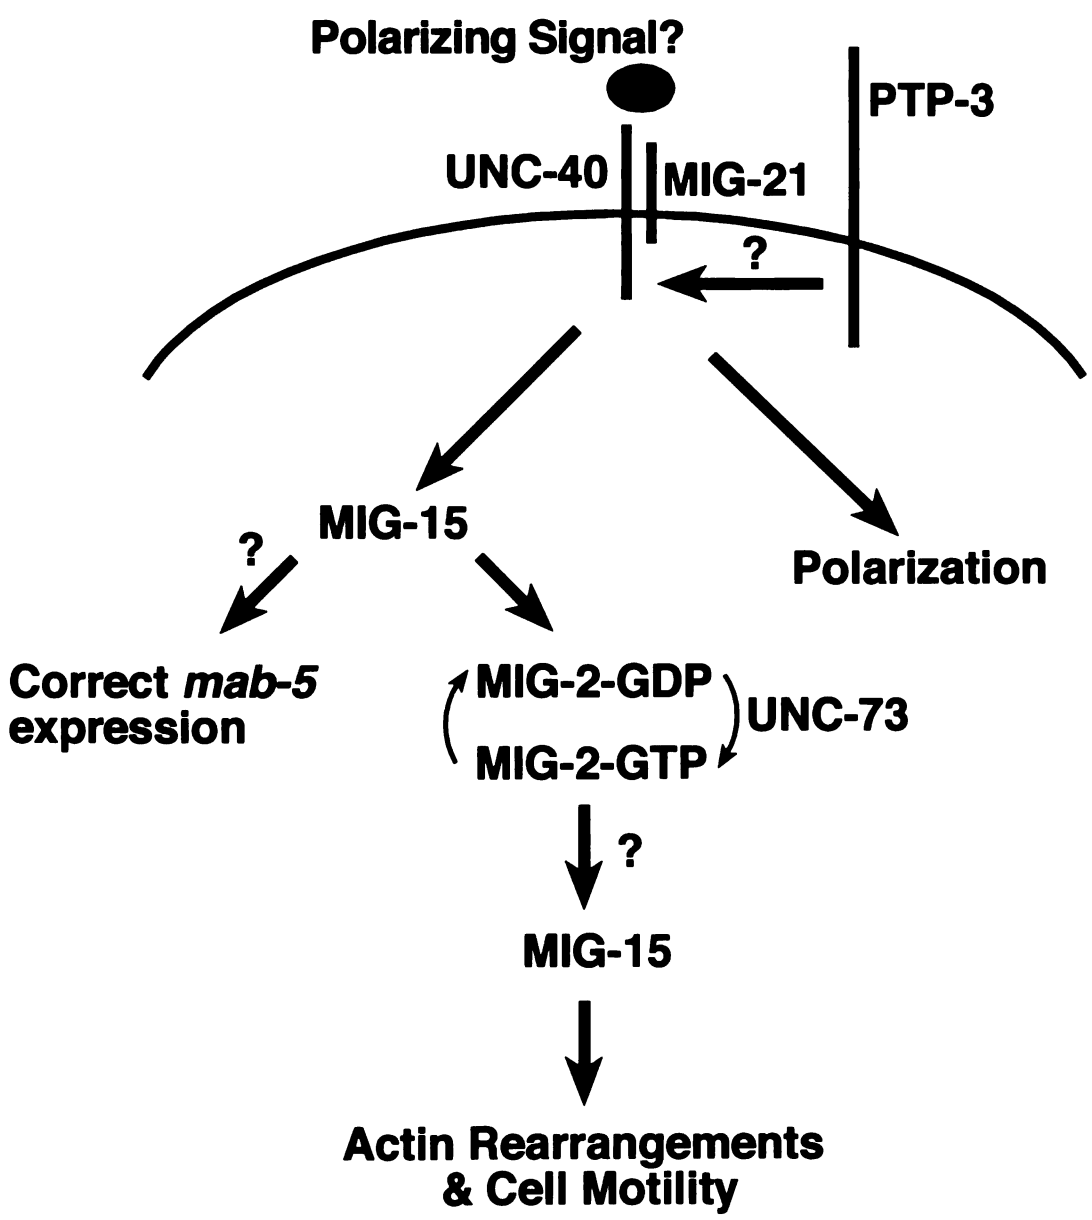 Polarizing Signal?
PTP-3
UNC-40
MIG-21
?
MIG-15
?
Polarization
Correct mab-5
expression
MIG-2-GDP
UNC-73
MIG-2-GTP
?
MIG-15
Actin Rearrangements
& Cell Motility